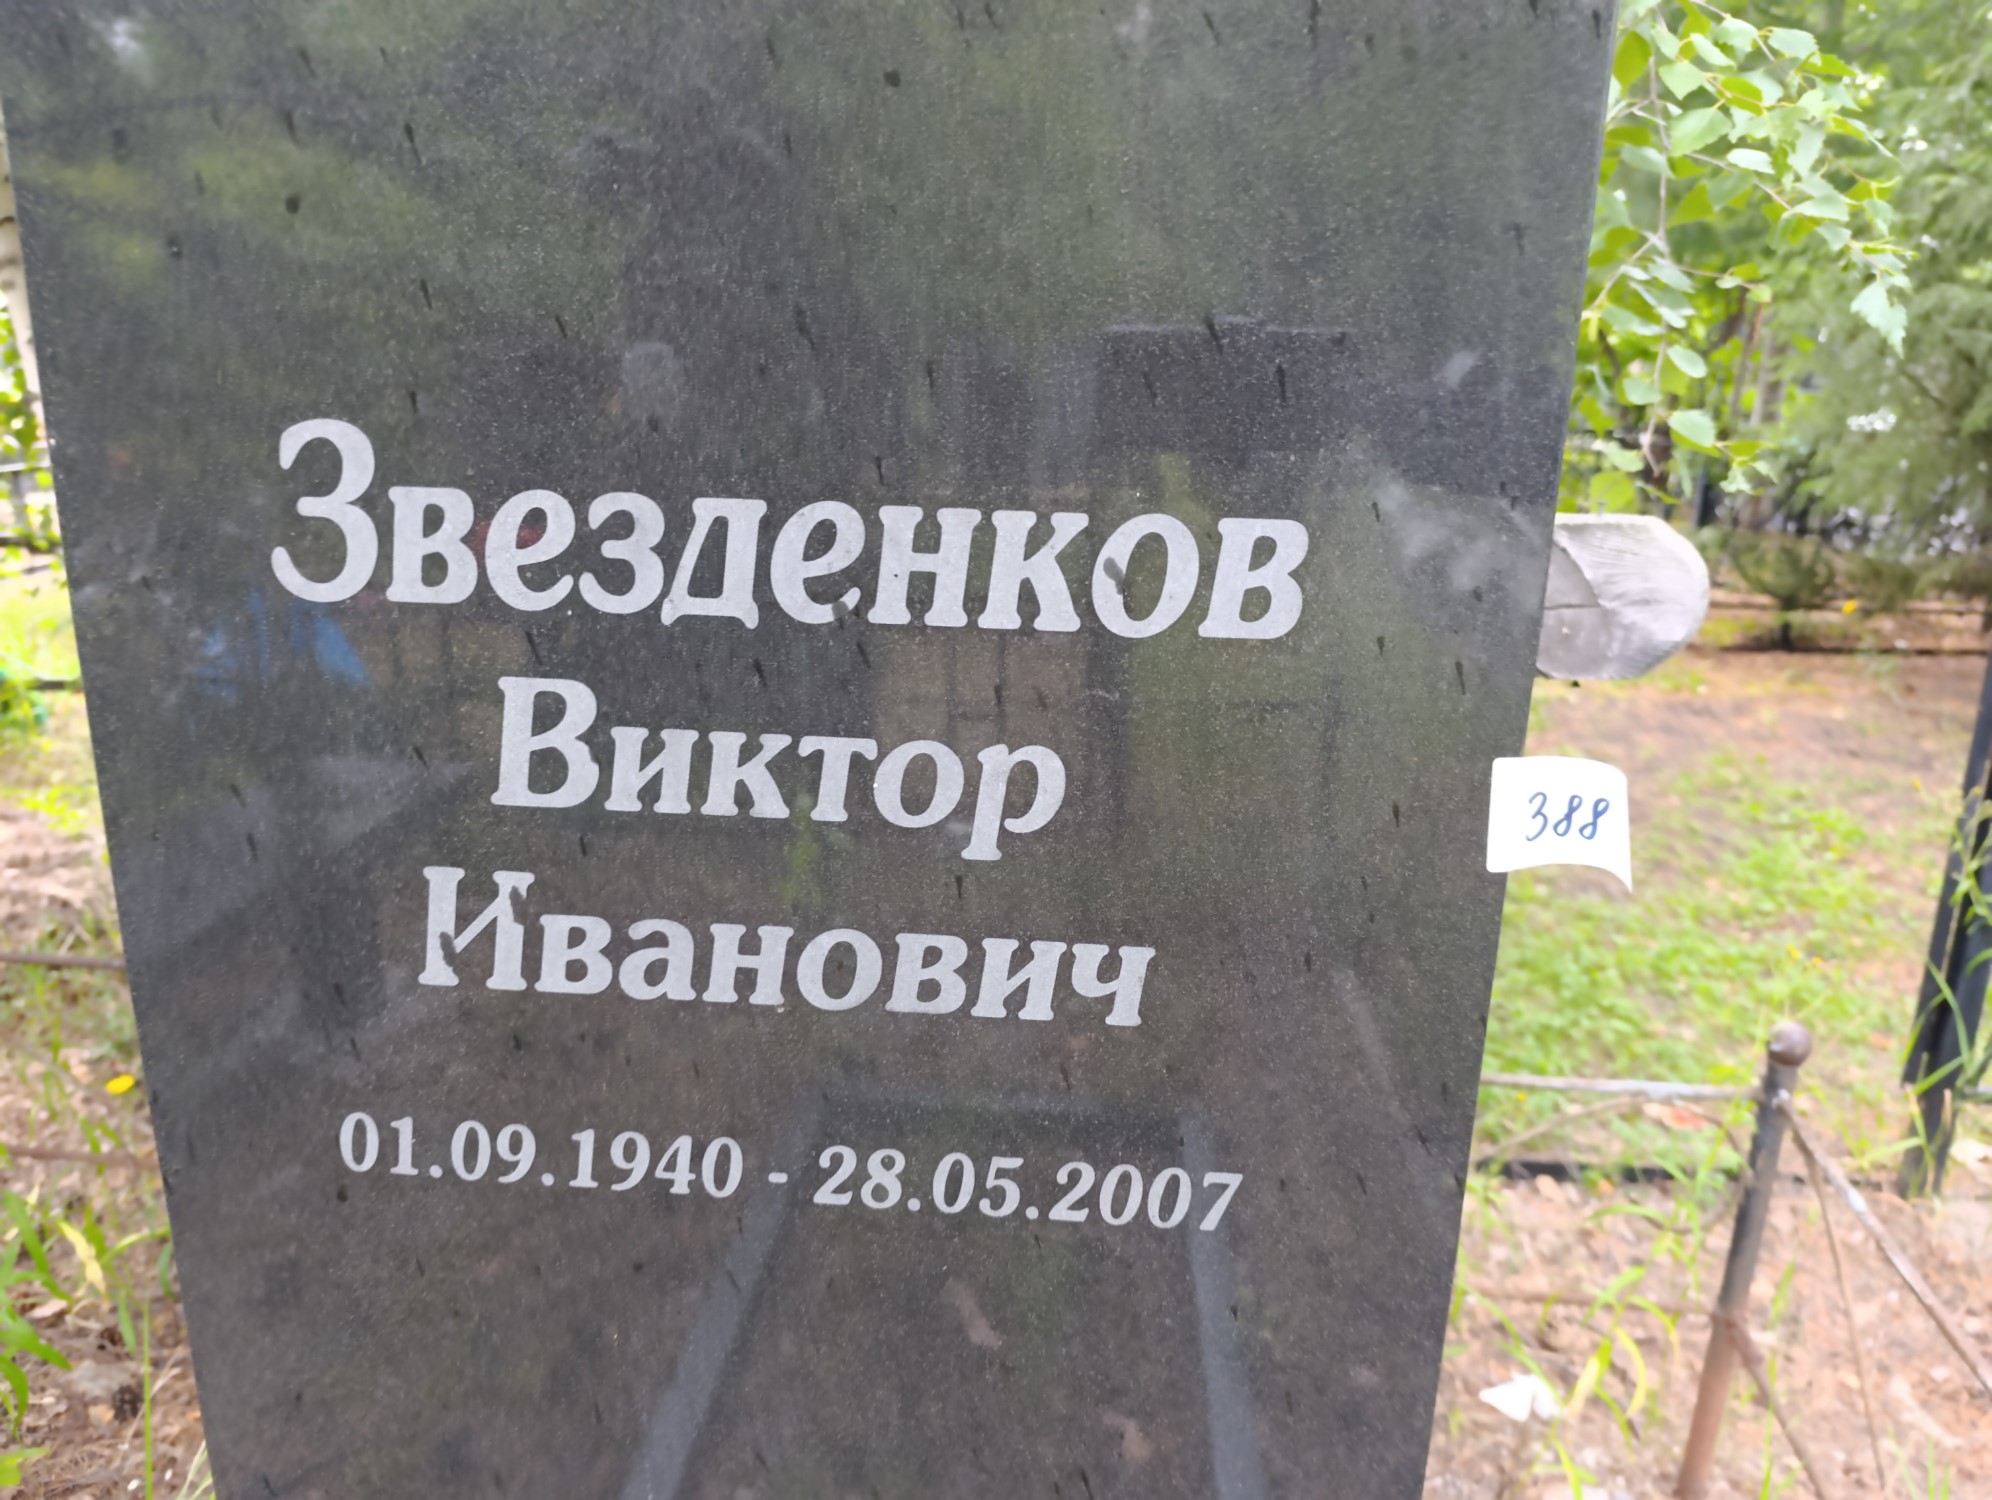 Звезденков
Виктор
388
Иванович
01.09.1940 - 28.05.2007